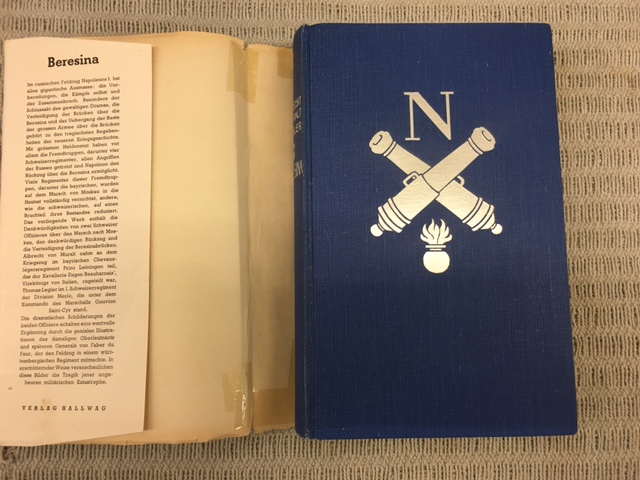 Beresina
Im russischen Feldzug Napoleons I. hat
alles gigantische Ausmasse: die Vor-
bereitungen, die Kämpfe selbst und
der Zusammenbruch. Besonders der
Schlussakt des gewaltigen Dramas, die
Verteidigung der Brücken über die
Beresina und der Uebergang der Reste
der grossen Armee über die Brücken
gehört zu den tragischsten Begeben-
heiten der neueren Kriegsgeschichte.
Mit grösstem Heldenmut haben vor
allem die Fremdtruppen, darunter vier
Schweizerregimenter, allen Angriffen
der Russen getrotzt und Napoleon den
Rückzug über die Beresina ermöglicht.
Viele Regimenter dieser Fremdtrup-
pen, darunter die bayrischen, wurden
auf dem Marsch von Moskau in die
Heimat vollständig vernichtet, andere,
wie die schweizerischen, auf einen
Bruchteil ihres Bestandes reduziert.
Das vorliegende Werk enthält die
Denkwürdigkeiten von zwei Schweizer
Offizieren über den Marsch nach Mos-
kau, den denkwürdigen Rückzug und
die Verteidigung der Beresinabrücken.
Albrecht von Muralt nahm an dem
Kriegszug im bayrischen Chevaux-
légersregiment Prinz Leiningen teil,
das der Kavallerie Eugen Beauharnais',
Vizekönigs von Italien, zugeteilt war,
Thomas Legler im 1. Schweizerregiment
der Division Merle, die unter dem
Kommando des Marschalls Gouvion
Saint-Cyr stand.
Die dramatischen Schilderungen der
beiden Offiziere erhalten eine wertvolle
Ergänzung durch die genialen Illustra-
tionen des damaligen Oberleutnants
und späteren Generals von Faber du
Faur, der den Feldzug in einem würt-
tembergischen Regiment mitmachte. In
erschütternder Weise veranschaulichen
diese Bilder die Tragik jener unge-
heuren militärischen Katastrophe.
VERLAG HALLWAG
N